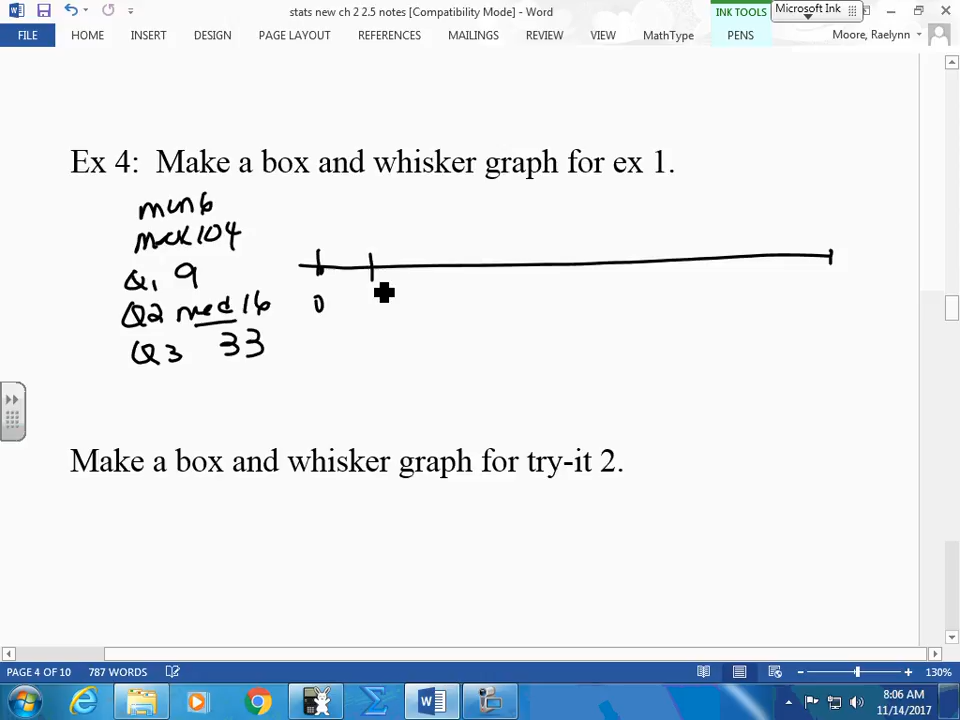 stats new ch 2 2.5 notes [Compatibility Mode] - Word
INK TOOLS
Microsoft Ink
FILE HOME INSERT DESIGN PAGE LAYOUT REFERENCES MAILINGS REVIEW VIEW MathType PENS Moore, Raelynn
Ex 4: Make a box and whisker graph for ex 1.
min 6
max 104
Q1 9
Q2 med 16
Q3 33
0
Make a box and whisker graph for try-it 2.
PAGE 4 OF 10 787 WORDS 130%
8:06 AM
11/14/2017